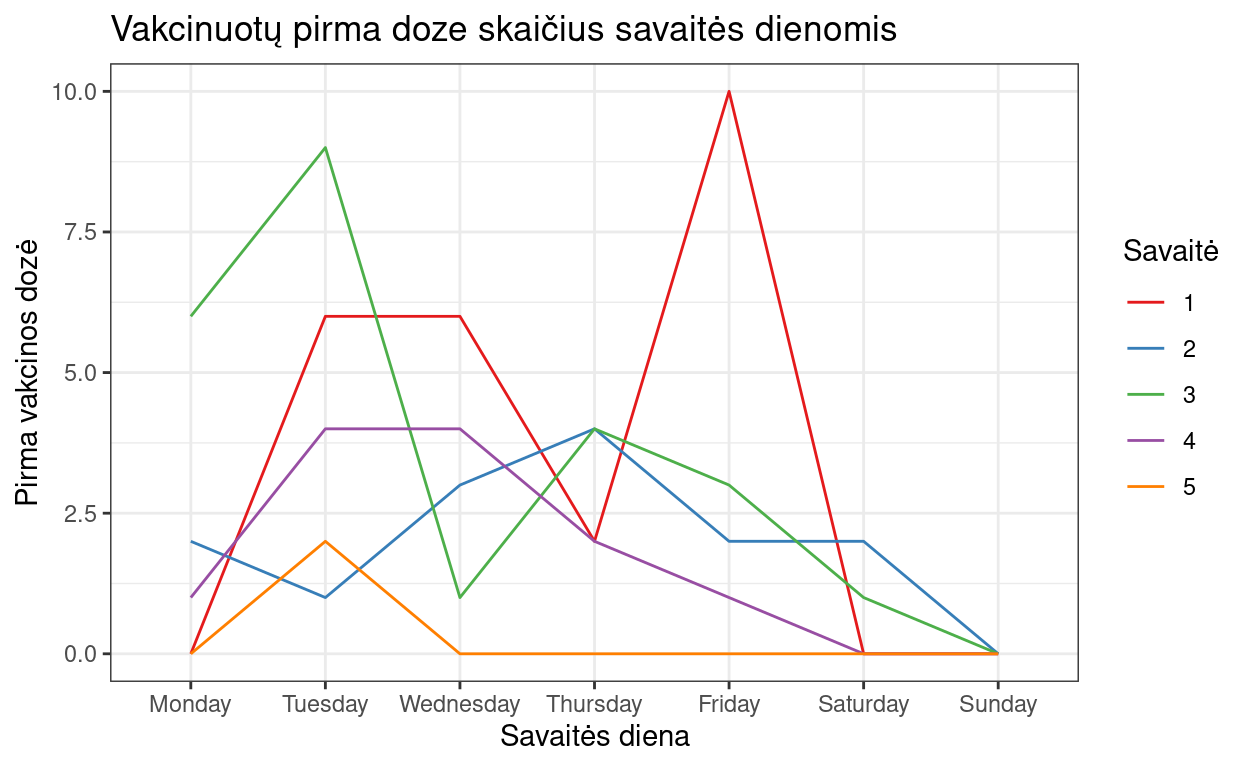 Vakcinuotų pirma doze skaičius savaitės dienomis
Pirma vakcinos dozė
10.0
7.5
5.0
2.5
0.0
Monday Tuesday Wednesday Thursday Friday Saturday Sunday
Savaitės diena
Savaitė
1
2
3
4
5